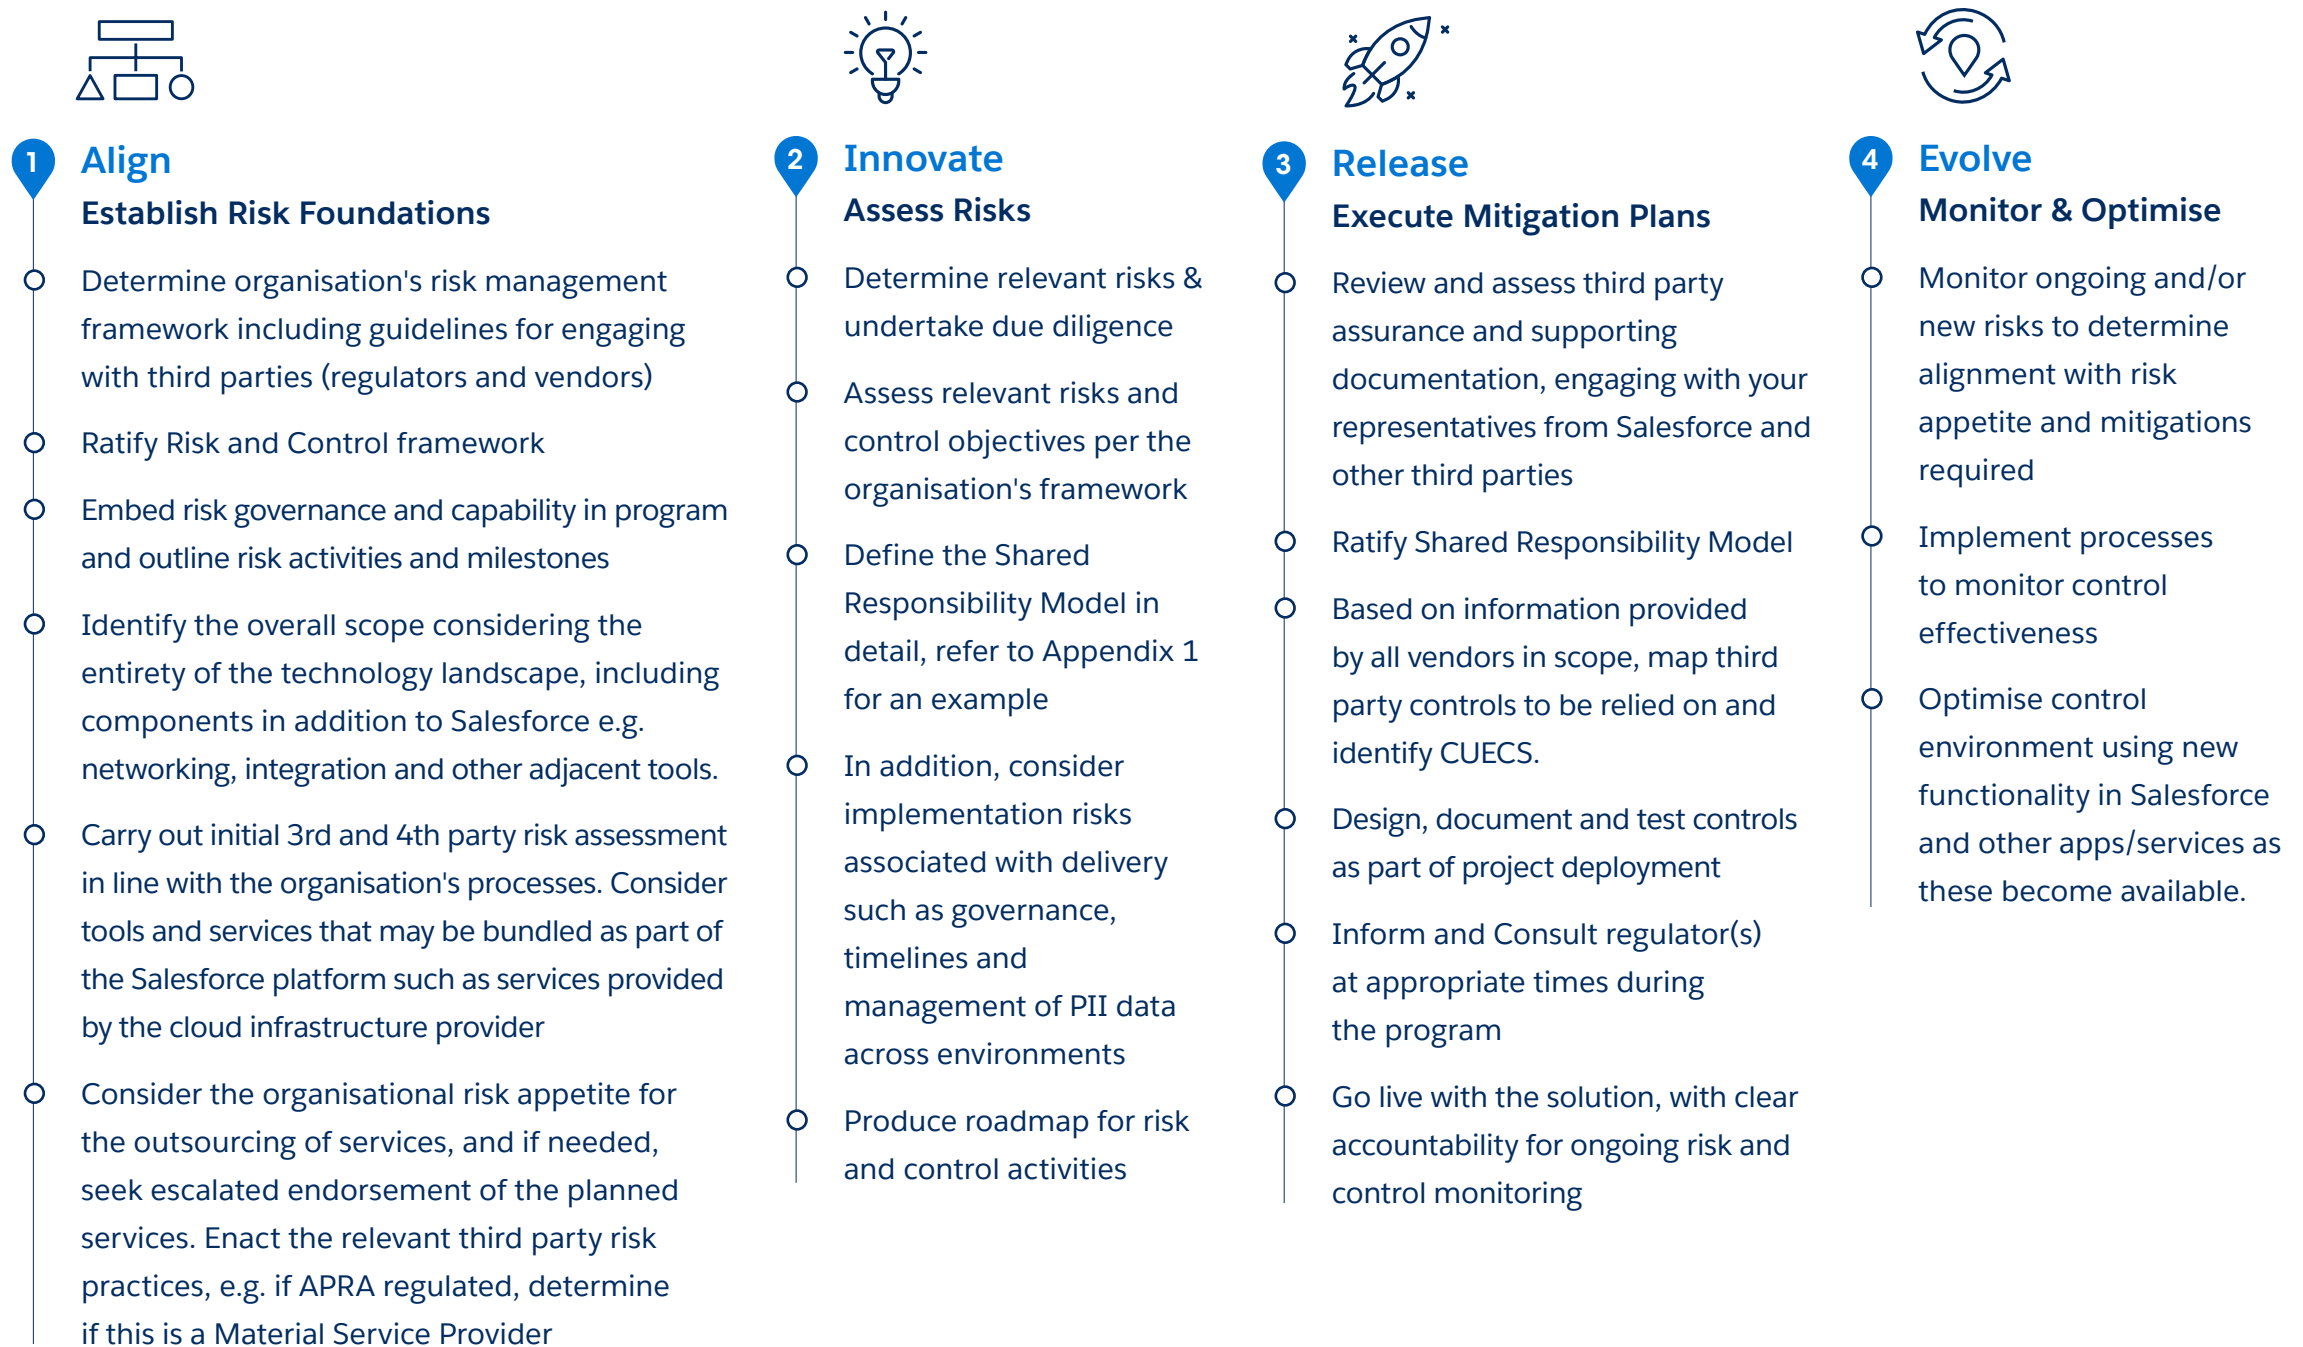 1
Align
Establish Risk Foundations
Determine organisation's risk management
framework including guidelines for engaging
with third parties (regulators and vendors)
Ratify Risk and Control framework
Embed risk governance and capability in program
and outline risk activities and milestones
Identify the overall scope considering the
entirety of the technology landscape, including
components in addition to Salesforce e.g.
networking, integration and other adjacent tools.
Carry out initial 3rd and 4th party risk assessment
in line with the organisation's processes. Consider
tools and services that may be bundled as part of
the Salesforce platform such as services provided
by the cloud infrastructure provider
Consider the organisational risk appetite for
the outsourcing of services, and if needed,
seek escalated endorsement of the planned
services. Enact the relevant third party risk
practices, e.g. if APRA regulated, determine
if this is a Material Service Provider
2
Innovate
Assess Risks
Determine relevant risks &
undertake due diligence
Assess relevant risks and
control objectives per the
organisation's framework
Define the Shared
Responsibility Model in
detail, refer to Appendix 1
for an example
In addition, consider
implementation risks
associated with delivery
such as governance,
timelines and
management of PII data
across environments
Produce roadmap for risk
and control activities
3
Release
Execute Mitigation Plans
Review and assess third party
assurance and supporting
documentation, engaging with your
representatives from Salesforce and
other third parties
Ratify Shared Responsibility Model
Based on information provided
by all vendors in scope, map third
party controls to be relied on and
identify CUECS.
Design, document and test controls
as part of project deployment
Inform and Consult regulator(s)
at appropriate times during
the program
Go live with the solution, with clear
accountability for ongoing risk and
control monitoring
4
Evolve
Monitor & Optimise
Monitor ongoing and/or
new risks to determine
alignment with risk
appetite and mitigations
required
Implement processes
to monitor control
effectiveness
Optimise control
environment using new
functionality in Salesforce
and other apps/services as
these become available.